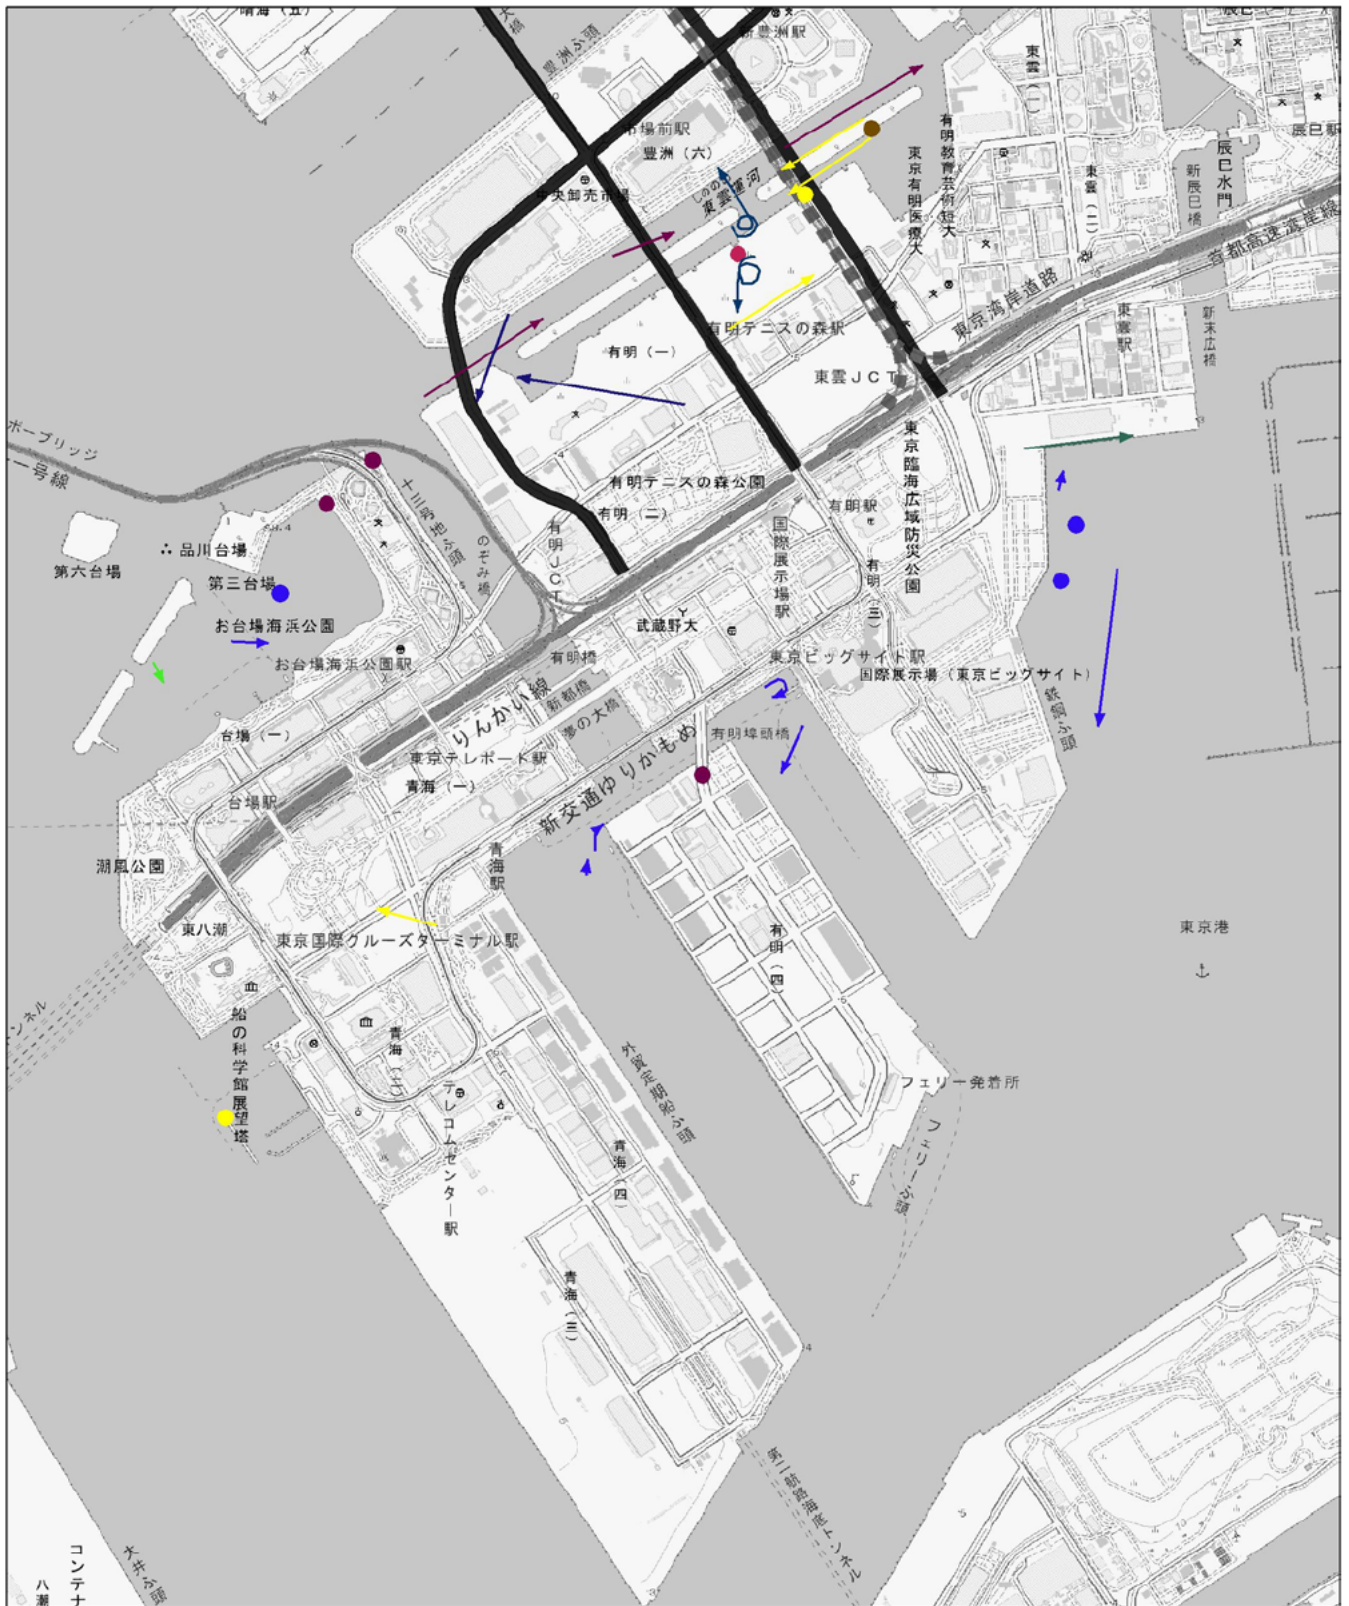 晴海（五）
大橋
豊洲ふ頭
新豊洲駅
東雲（一）
辰巳（一）
市場前駅
豊洲（六）
中央卸売市場
しののめ
東雲運河
有明教育芸術短大
東京有明医療大
東雲（二）
新辰巳橋
辰巳水門
辰巳駅
首都高速湾岸線
東京湾岸道路
東雲駅
新末広橋
有明テニスの森駅
有明（一）
東雲ＪＣＴ
ボーブリッジ
一号線
十三号地ふ頭
有明テニスの森公園
有明（二）
有明ＪＣＴ
のぞみ橋
国際展示場駅
有明駅
有明（三）
東京臨海広域防災公園
品川台場
第六台場
第三台場
お台場海浜公園
お台場海浜公園駅
武蔵野大
有明橋
東京ビッグサイト駅
国際展示場（東京ビッグサイト）
鉄鋼ふ頭
りんかい線
新都橋
夢の大橋
有明埠頭橋
台場（一）
東京テレポート駅
青海（一）
新交通ゆりかもめ
台場駅
青海駅
潮風公園
東八潮
東京国際クルーズターミナル駅
有明（四）
東京港
ンネル
船の科学館展望塔
青海（二）
テレコムセンター駅
外貿定期船ふ頭
フェリー発着所
フェリーふ頭
青海（四）
青海（三）
第二航路海底トンネル
コンテナ
八潮
大井ふ頭